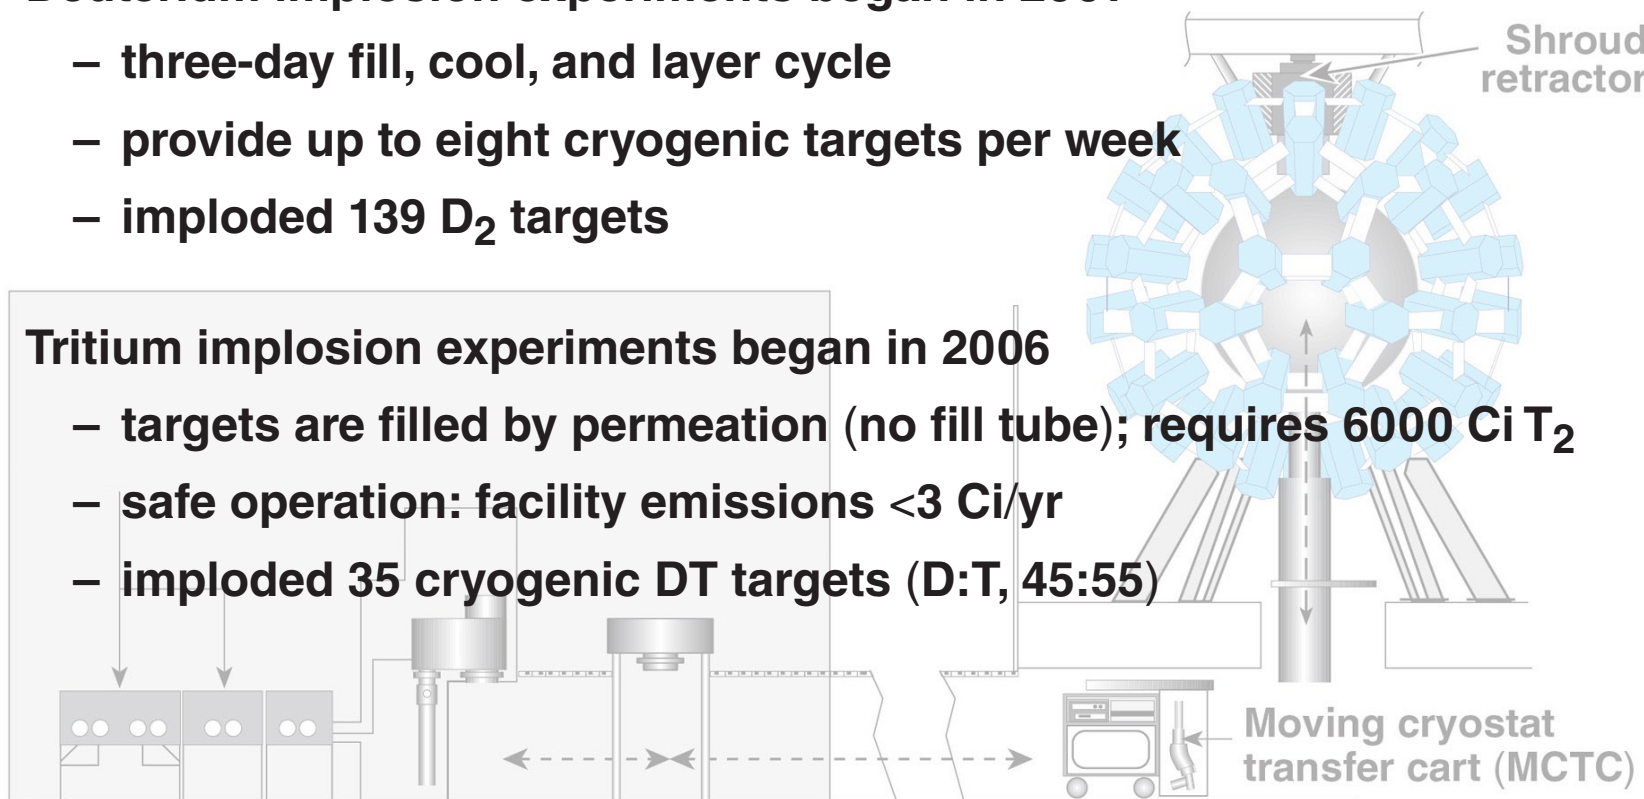 – three-day fill, cool, and layer cycle
– provide up to eight cryogenic targets per week
– imploded 139 D₂ targets
Shroud
retractor
Tritium implosion experiments began in 2006
– targets are filled by permeation (no fill tube); requires 6000 Ci T₂
– safe operation: facility emissions <3 Ci/yr
– imploded 35 cryogenic DT targets (D:T, 45:55)
Moving cryostat
transfer cart (MCTC)